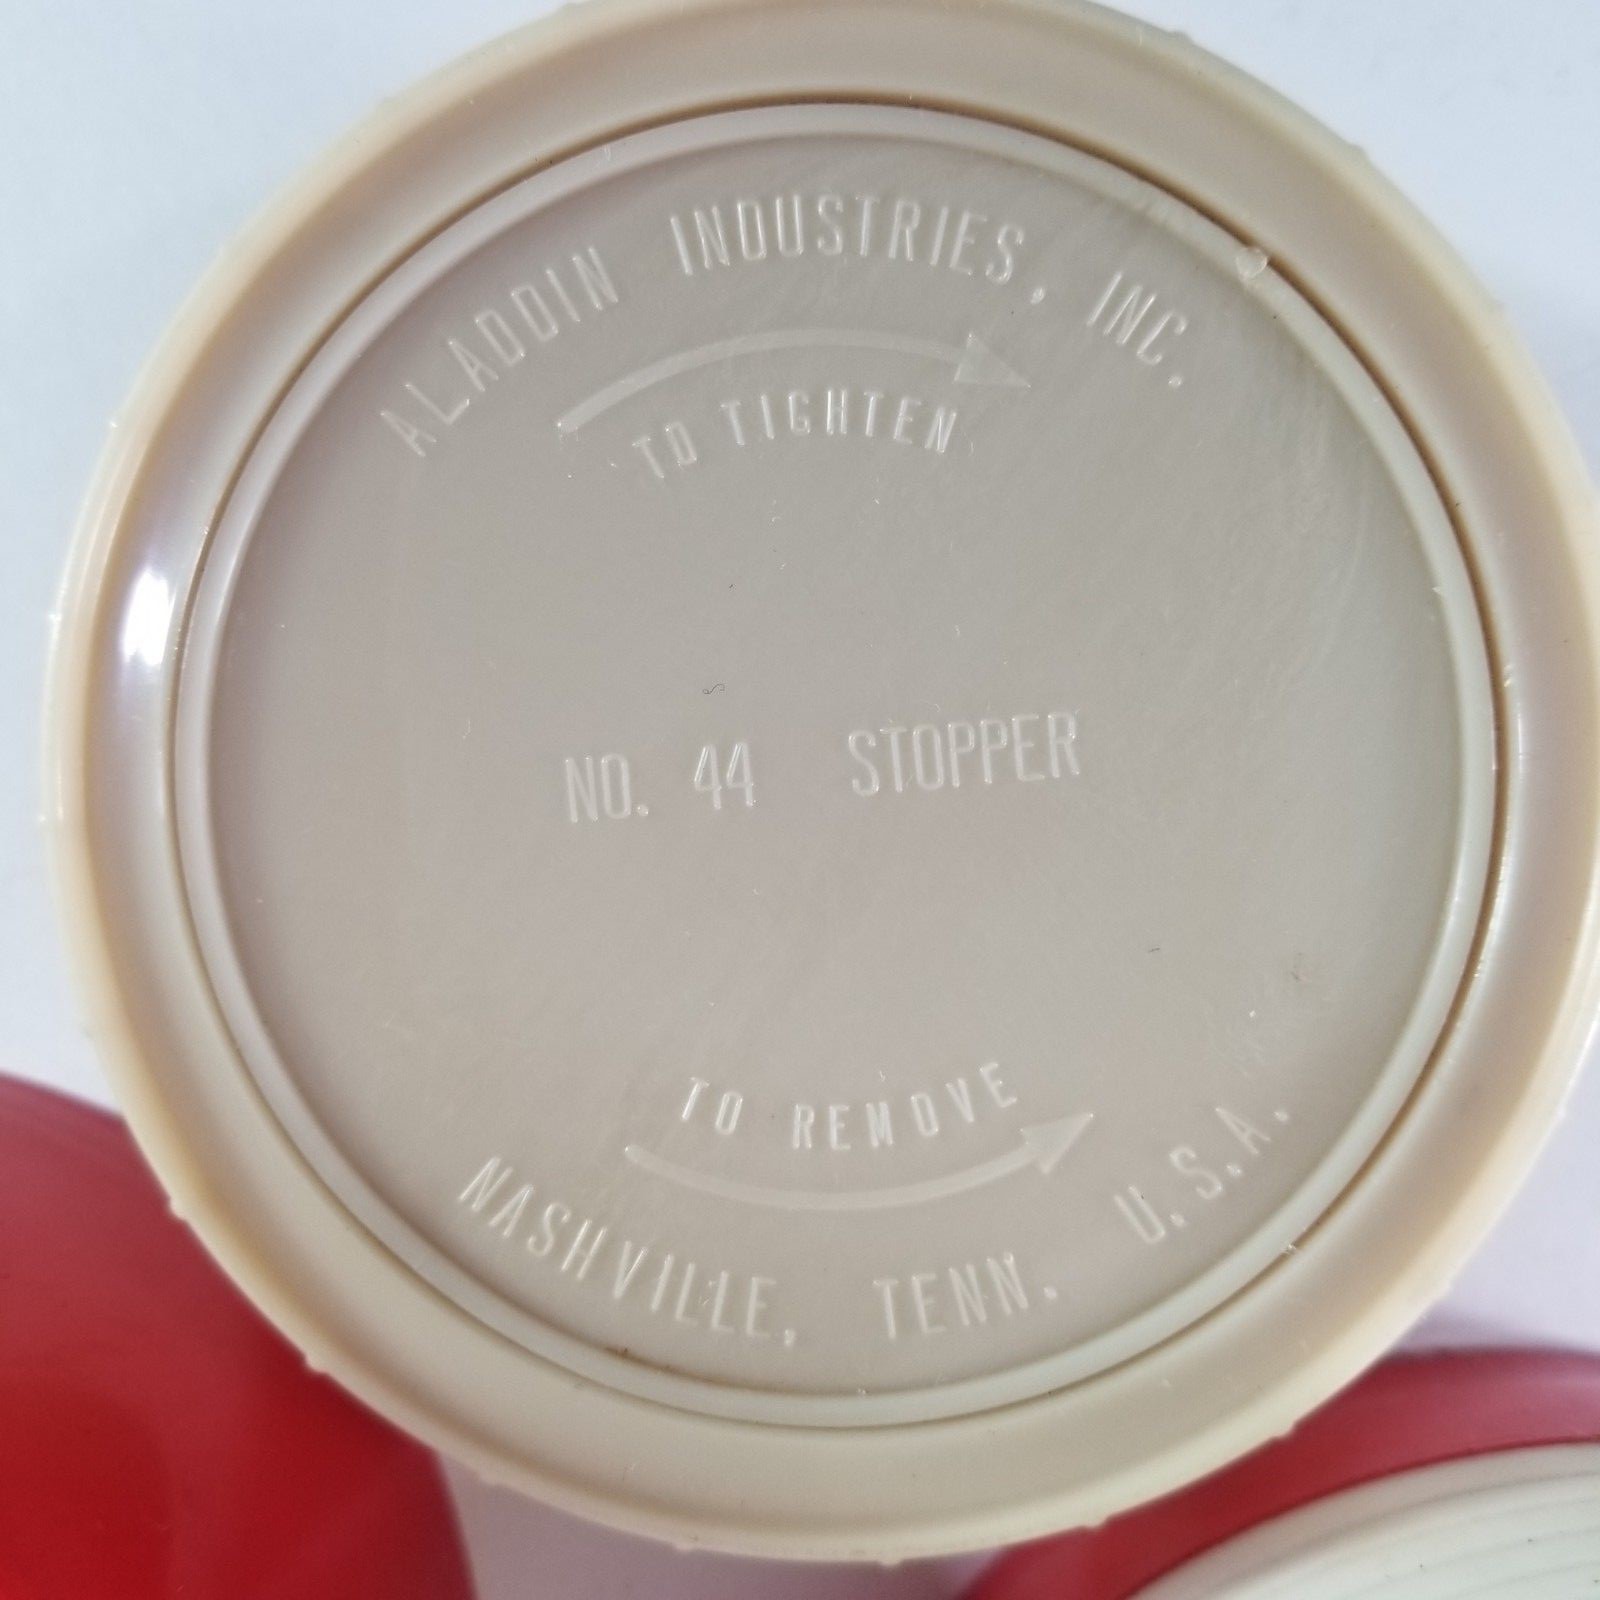 ALADDIN INDUSTRIES, INC.
TO TIGHTEN
NO. 44 STOPPER
TO REMOVE
NASHVILLE, TENN. U.S.A.